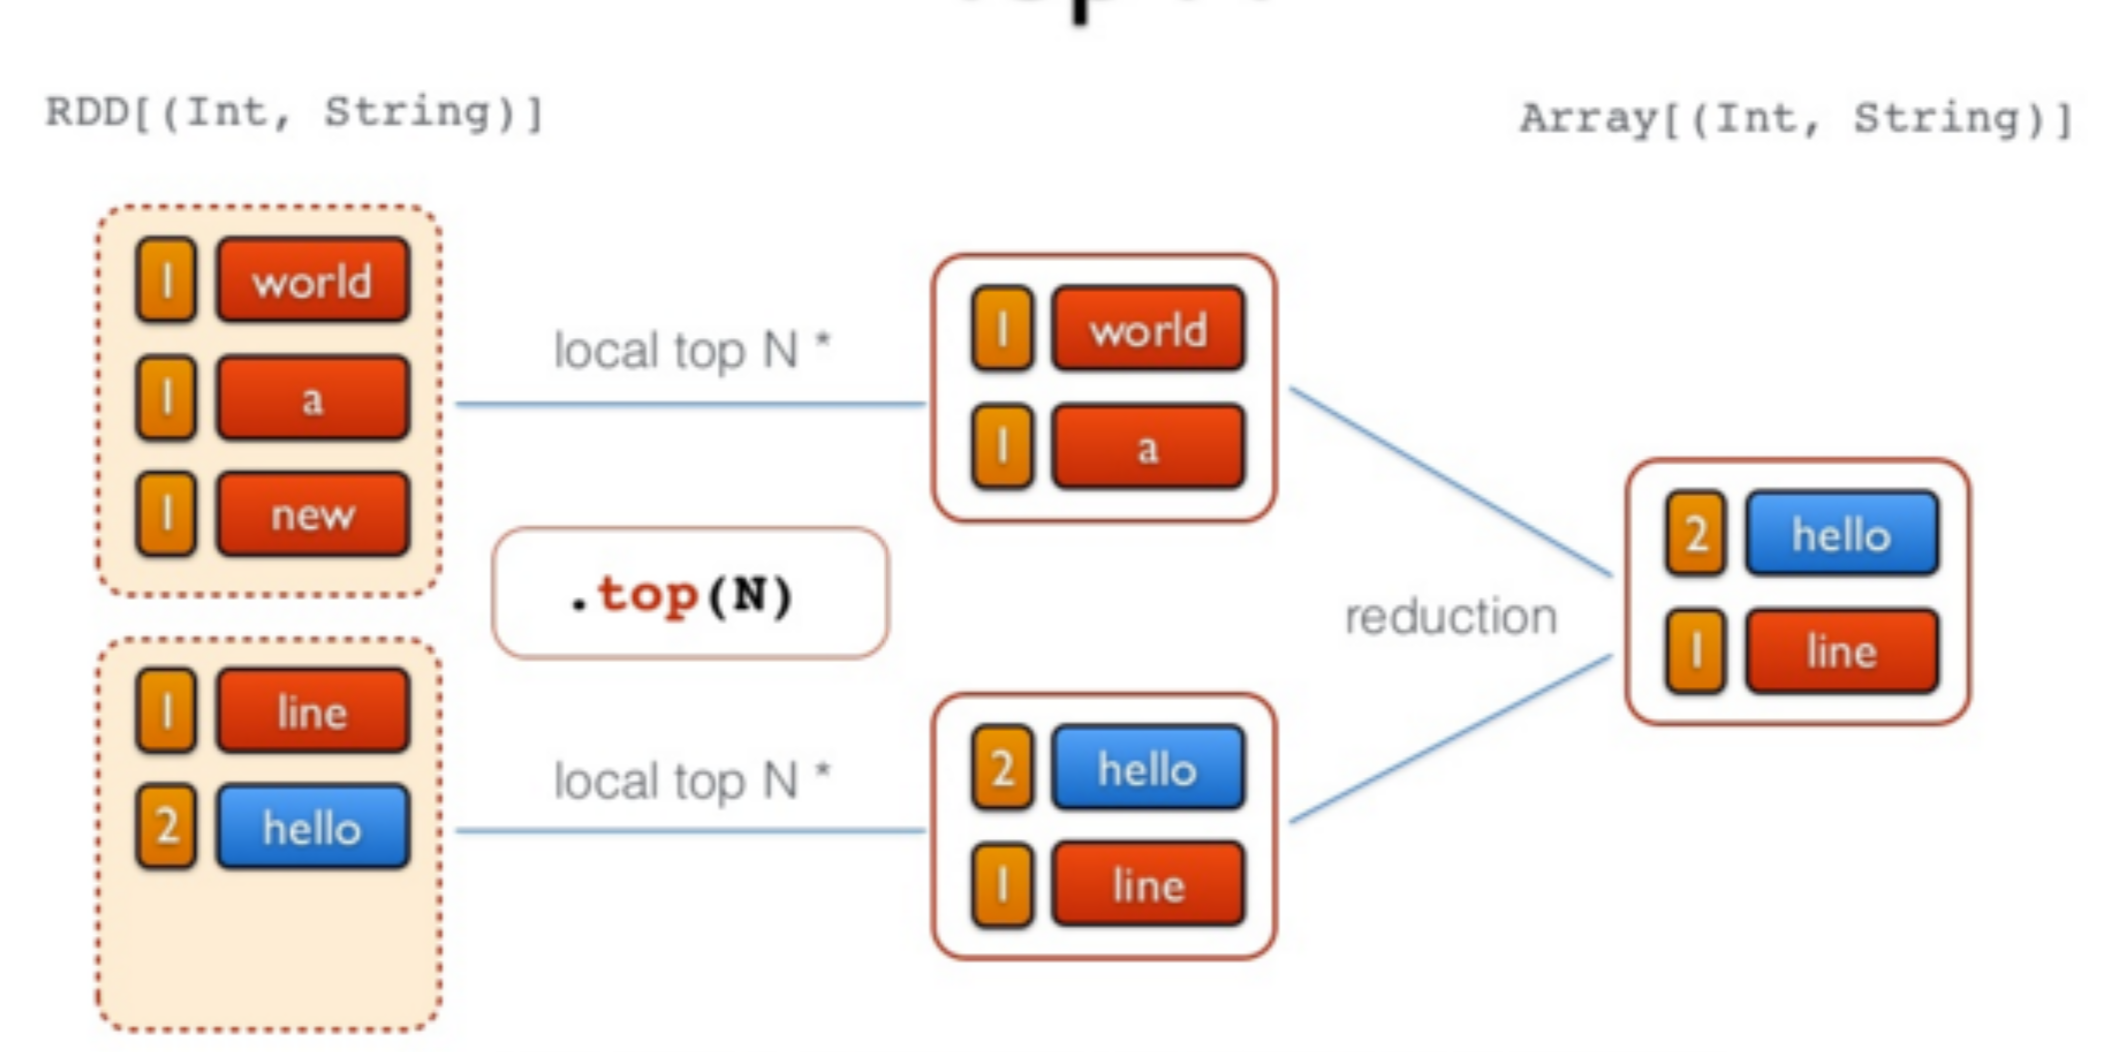 RDD[(Int, String)]
Array[(Int, String)]
1 world
1 a
1 new
local top N *
1 world
1 a
.top(N)
1 line
2 hello
local top N *
2 hello
1 line
reduction
2 hello
1 line